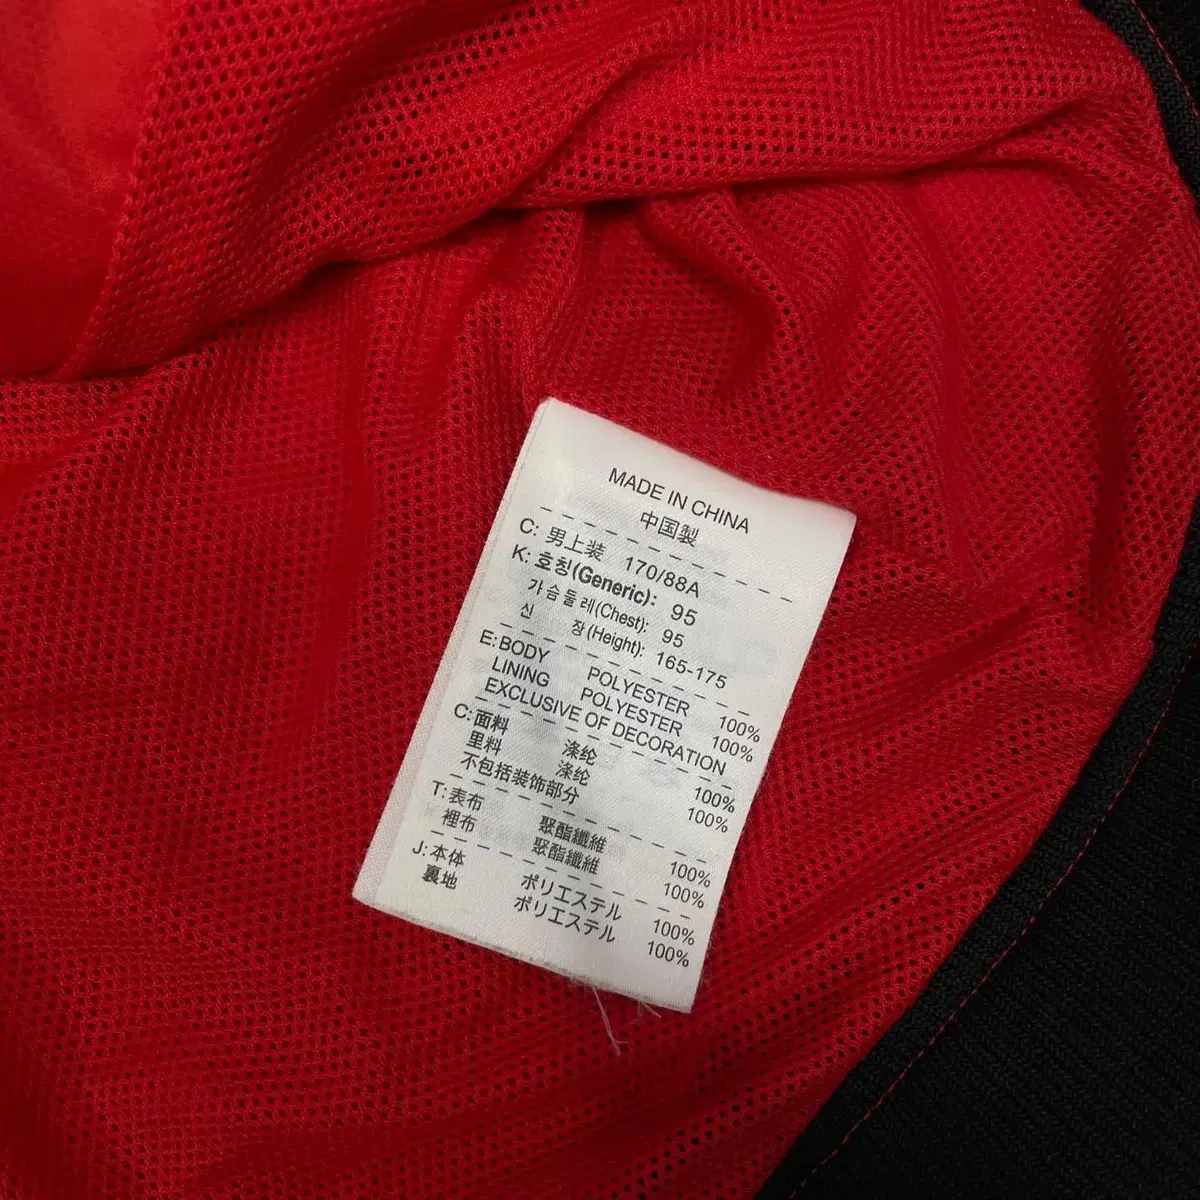 MADE IN CHINA
中国製
C: 男上装 170/88A
K: 호칭(Generic): 95
가슴둘레(Chest): 95
신 장(Height): 165-175
E: BODY POLYESTER 100%
LINING POLYESTER 100%
EXCLUSIVE OF DECORATION
C: 面料 涤纶 100%
里料 涤纶 100%
不包括装饰部分
T: 表布 聚酯纖維 100%
裡布 聚酯纖維 100%
J: 本体 ポリエステル 100%
裏地 ポリエステル 100%